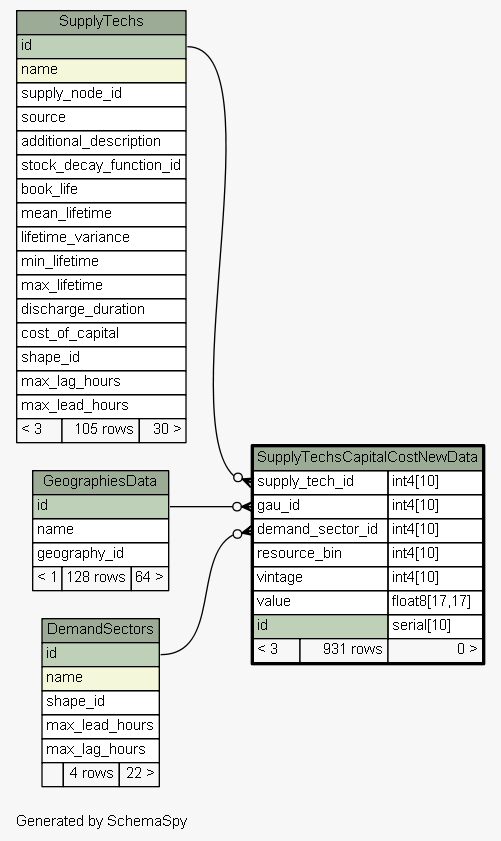 SupplyTechs
id
name
supply_node_id
source
additional_description
stock_decay_function_id
book_life
mean_lifetime
lifetime_variance
min_lifetime
max_lifetime
discharge_duration
cost_of_capital
shape_id
max_lag_hours
max_lead_hours
< 3 105 rows 30 >
SupplyTechsCapitalCostNewData
supply_tech_id int4[10]
gau_id int4[10]
demand_sector_id int4[10]
resource_bin int4[10]
vintage int4[10]
value float8[17,17]
id serial[10]
< 3 931 rows 0 >
GeographiesData
id
name
geography_id
< 1 128 rows 64 >
DemandSectors
id
name
shape_id
max_lead_hours
max_lag_hours
4 rows 22 >
Generated by SchemaSpy